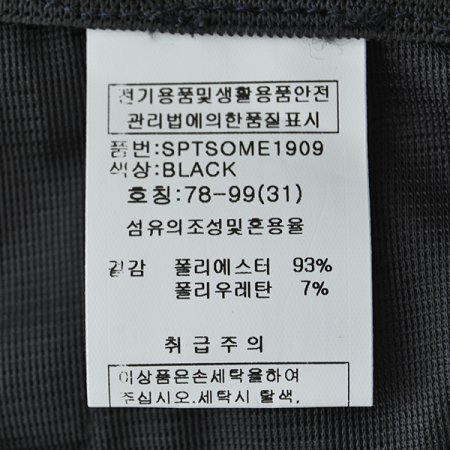 전기용품및생활용품안전
관리법에의한품질표시
품번:SPTSOME1909
색상:BLACK
호칭:78-99(31)
섬유의조성및혼용율
겉감 폴리에스터 93%
폴리우레탄 7%
취급주의
이상품은손세탁을하여
주십시오.세탁시 탈색,